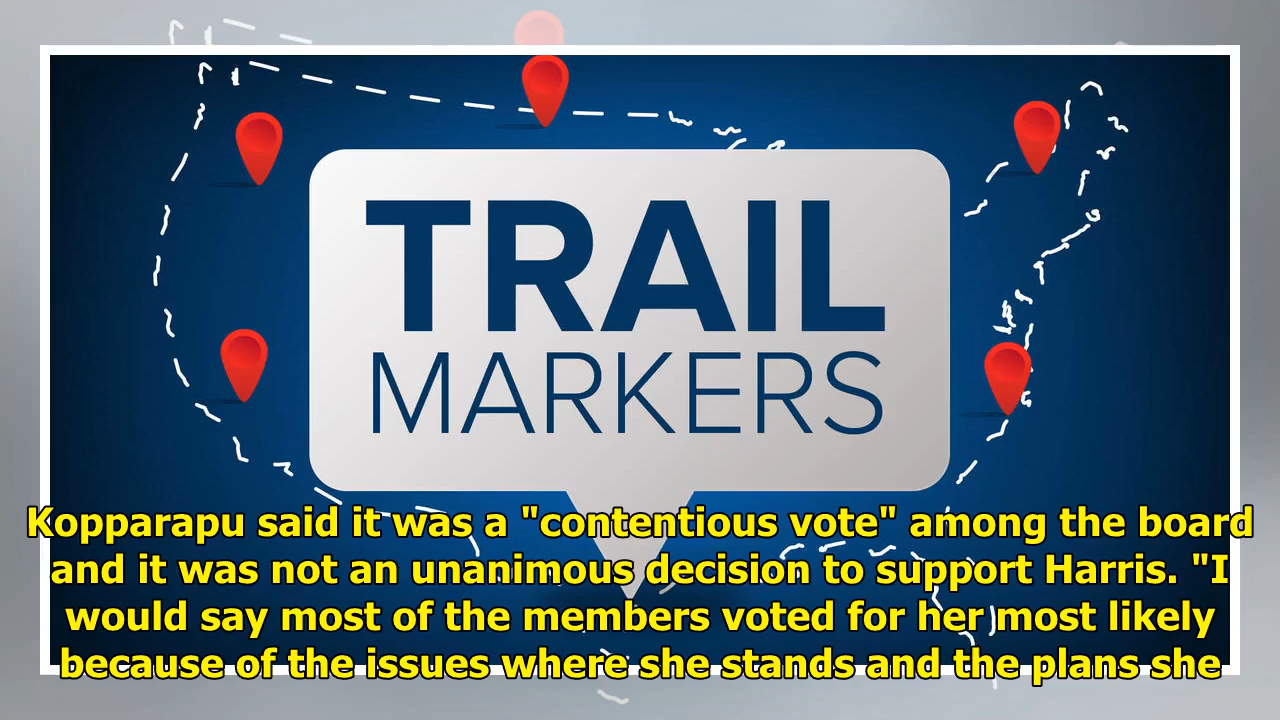 TRAIL
MARKERS
Kopparapu said it was a "contentious vote" among the board
and it was not an unanimous decision to support Harris. "I
would say most of the members voted for her most likely
because of the issues where she stands and the plans she